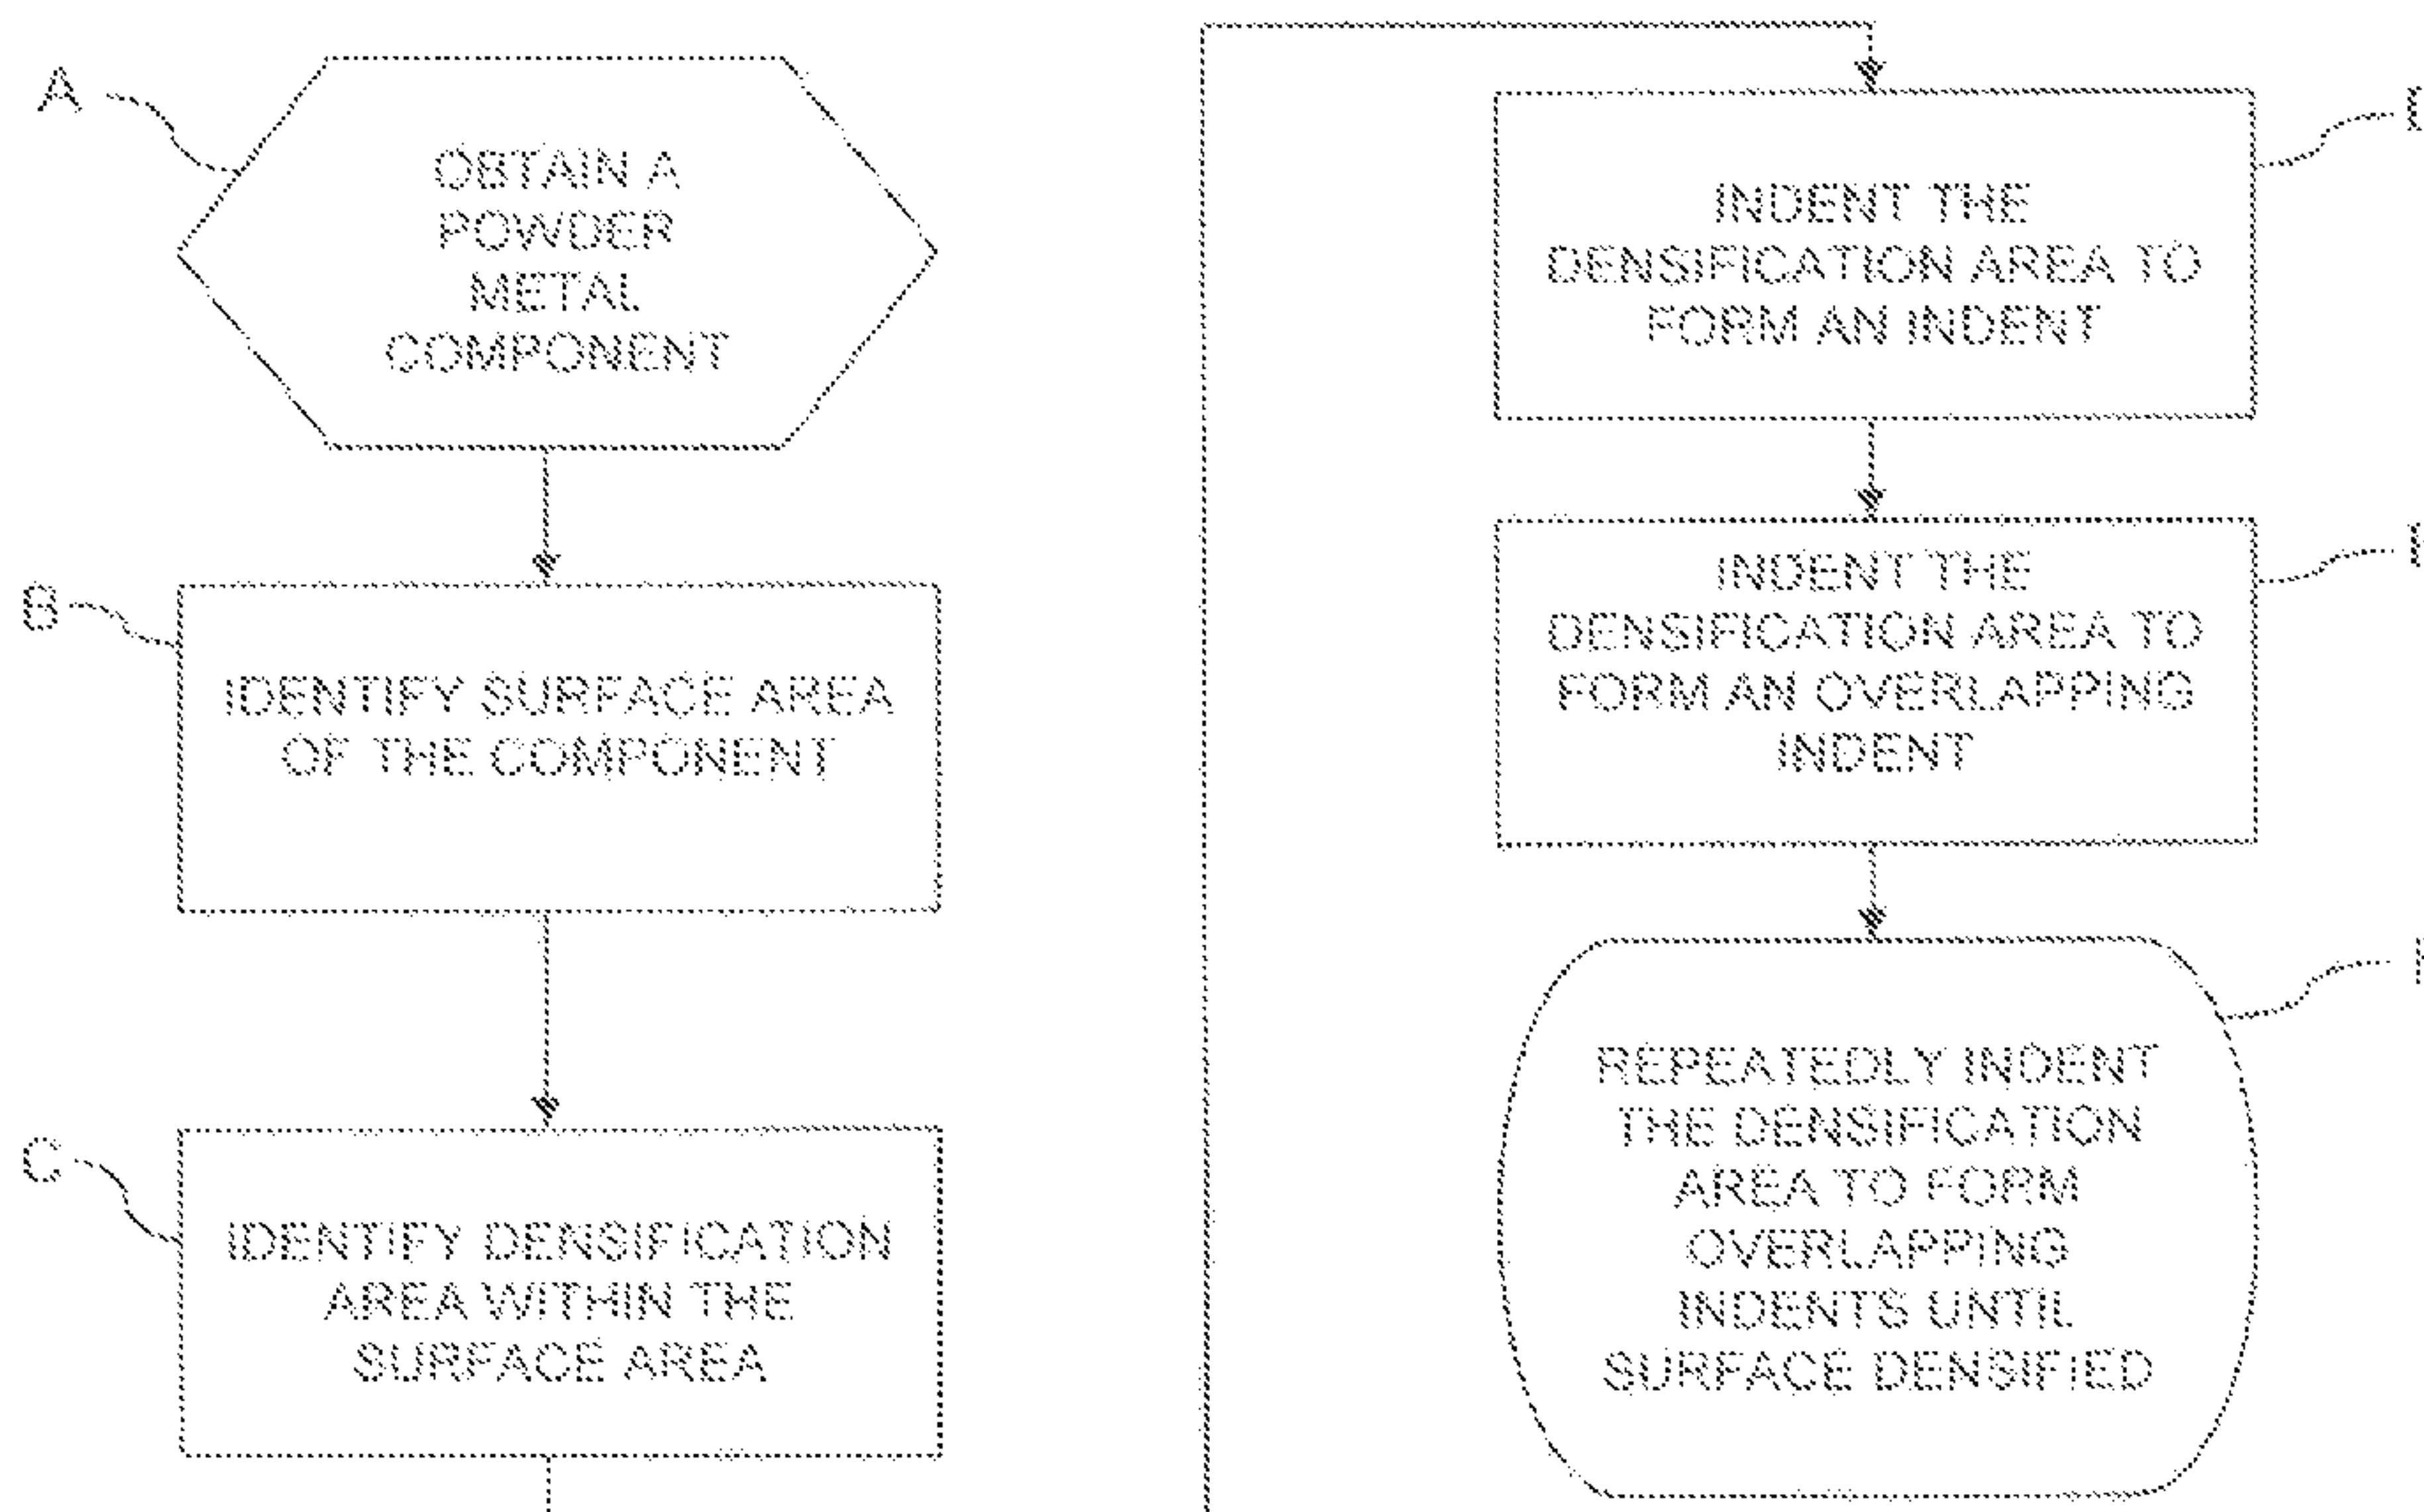 A
OBTAIN A
POWDER
METAL
COMPONENT
B
IDENTIFY SURFACE AREA
OF THE COMPONENT
C
IDENTIFY DENSIFICATION
AREA WITHIN THE
SURFACE AREA
INDENT THE
DENSIFICATION AREA TO
FORM AN INDENT
INDENT THE
DENSIFICATION AREA TO
FORM AN OVERLAPPING
INDENT
REPEATEDLY INDENT
THE DENSIFICATION
AREA TO FORM
OVERLAPPING
INDENTS UNTIL
SURFACE DENSIFIED